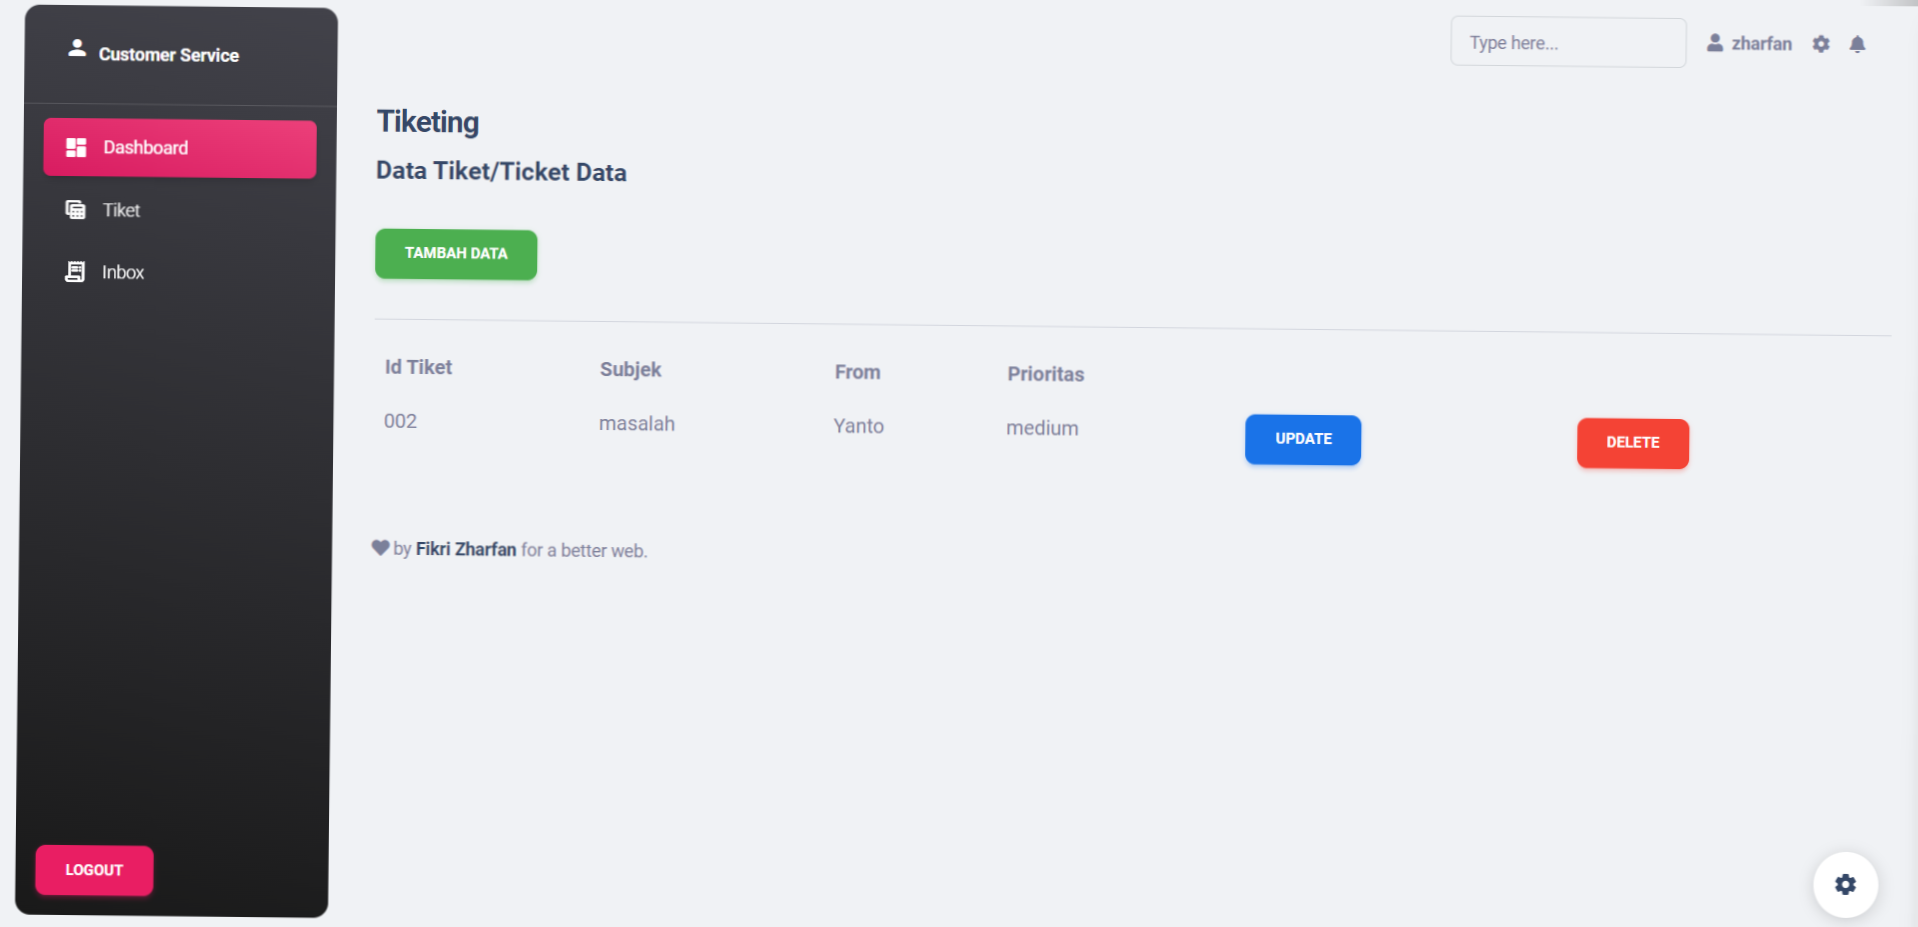 Customer Service
Dashboard
Tiket
Inbox
LOGOUT
Type here...
zharfan
Tiketing
Data Tiket/Ticket Data
TAMBAH DATA
Id Tiket Subjek From Prioritas
002 masalah Yanto medium UPDATE DELETE
by Fikri Zharfan for a better web.